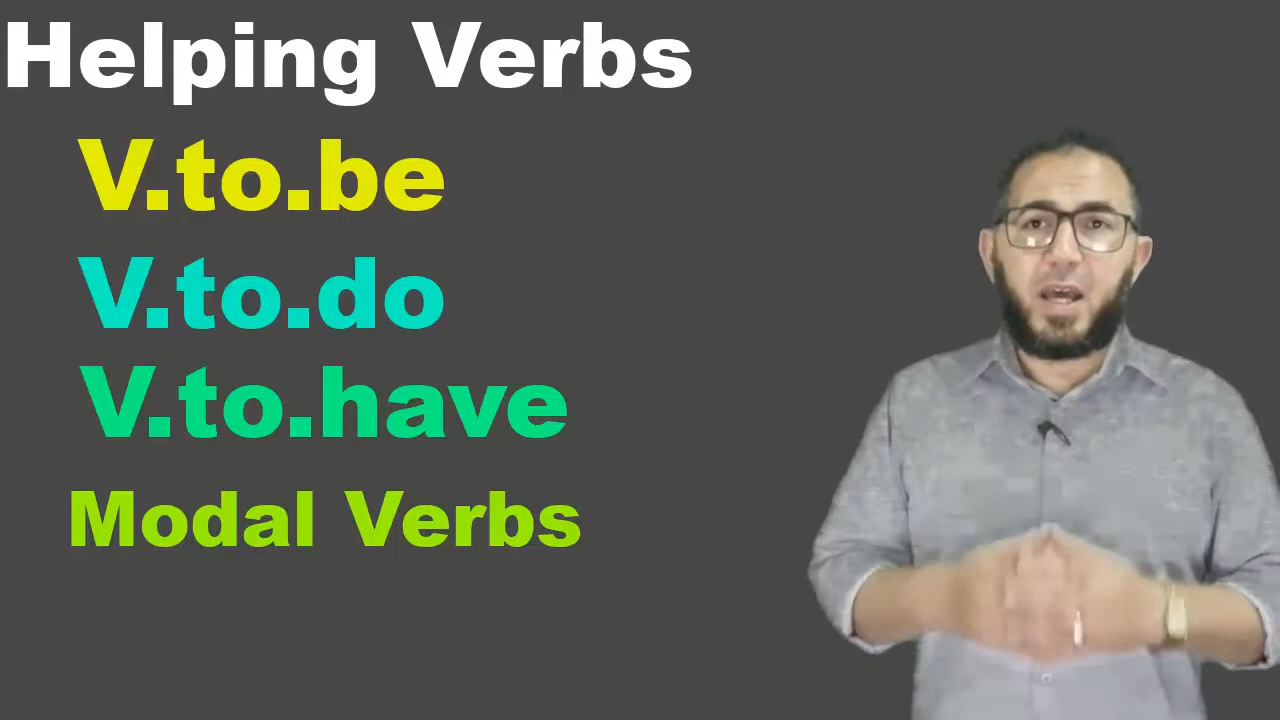 Helping Verbs
V.to.be
V.to.do
V.to.have
Modal Verbs